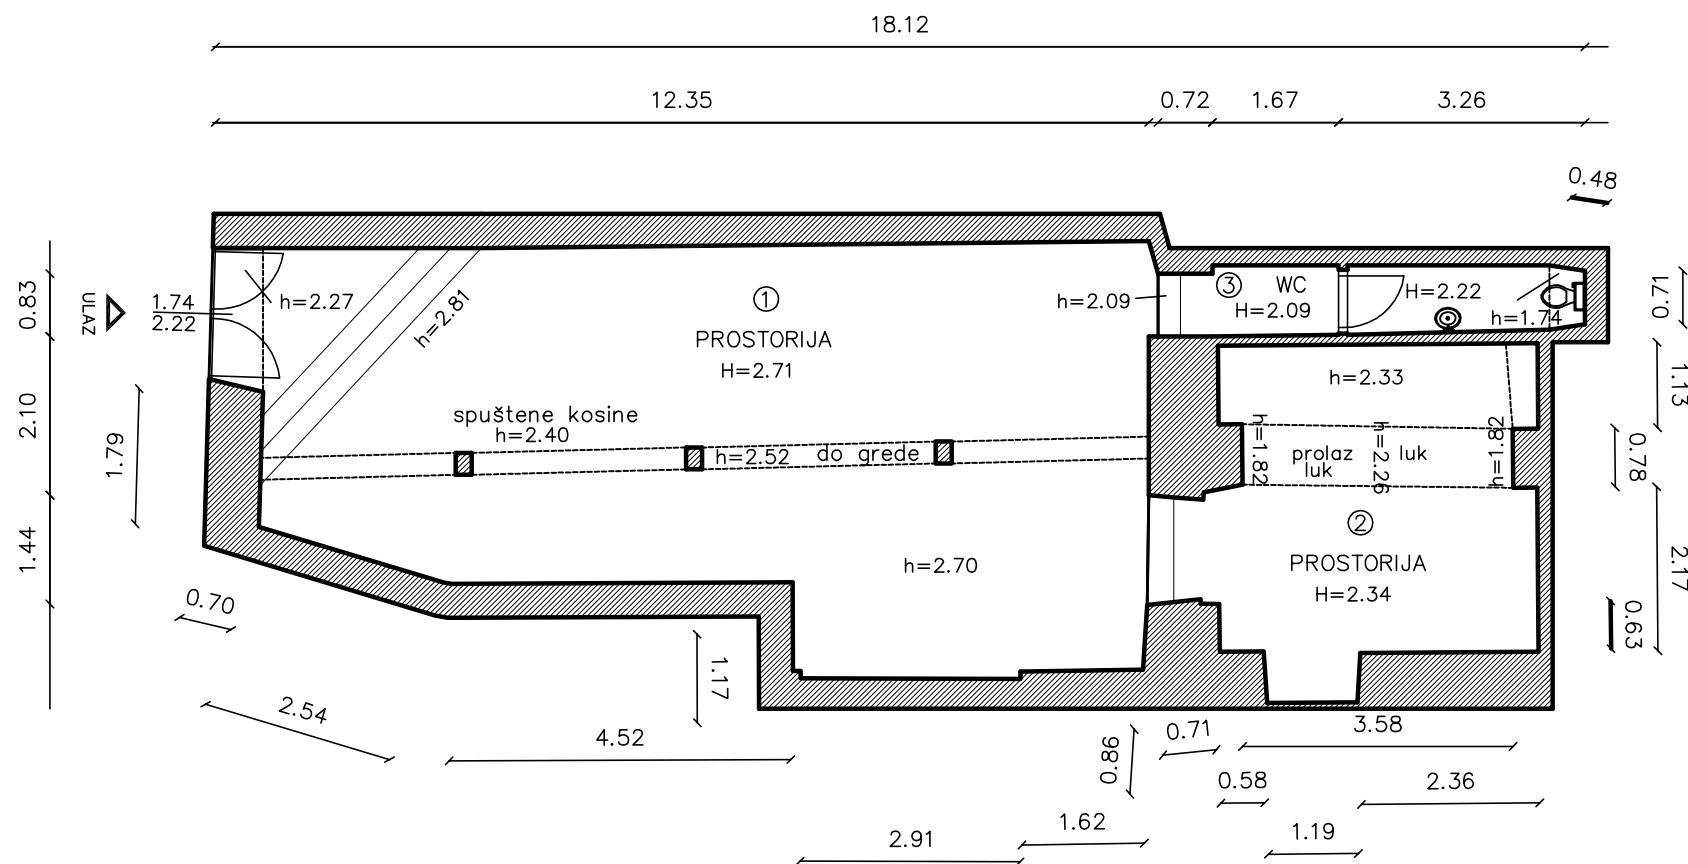 18.12
12.35
0.72
1.67
3.26
0.48
0.83
ULAZ
1.74
2.22
h=2.27
h=2.81
1
PROSTORIJA
H=2.71
h=2.09
3 WC
H=2.09
H=2.22
h=1.74
0.71
h=2.33
1.13
2.10
1.79
spuštene kosine
h=2.40
h=2.52 do grede
h=1.82
prolaz
luk
h=2.26
luk
h=1.82
0.78
1.44
2
PROSTORIJA
H=2.34
h=2.70
2.17
0.63
0.70
2.54
4.52
1.17
0.86
0.71
3.58
0.58
2.36
1.62
1.19
2.91